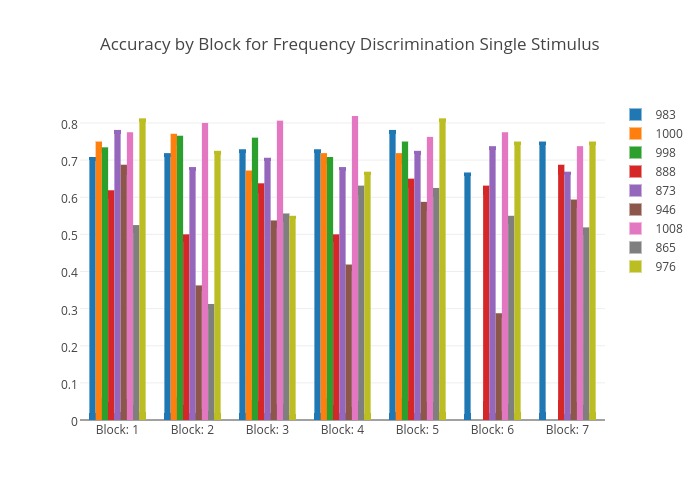 Accuracy by Block for Frequency Discrimination Single Stimulus
0.8
0.7
0.6
0.5
0.4
0.3
0.2
0.1
0
Block: 1
Block: 2
Block: 3
Block: 4
Block: 5
Block: 6
Block: 7
983
1000
998
888
873
946
1008
865
976